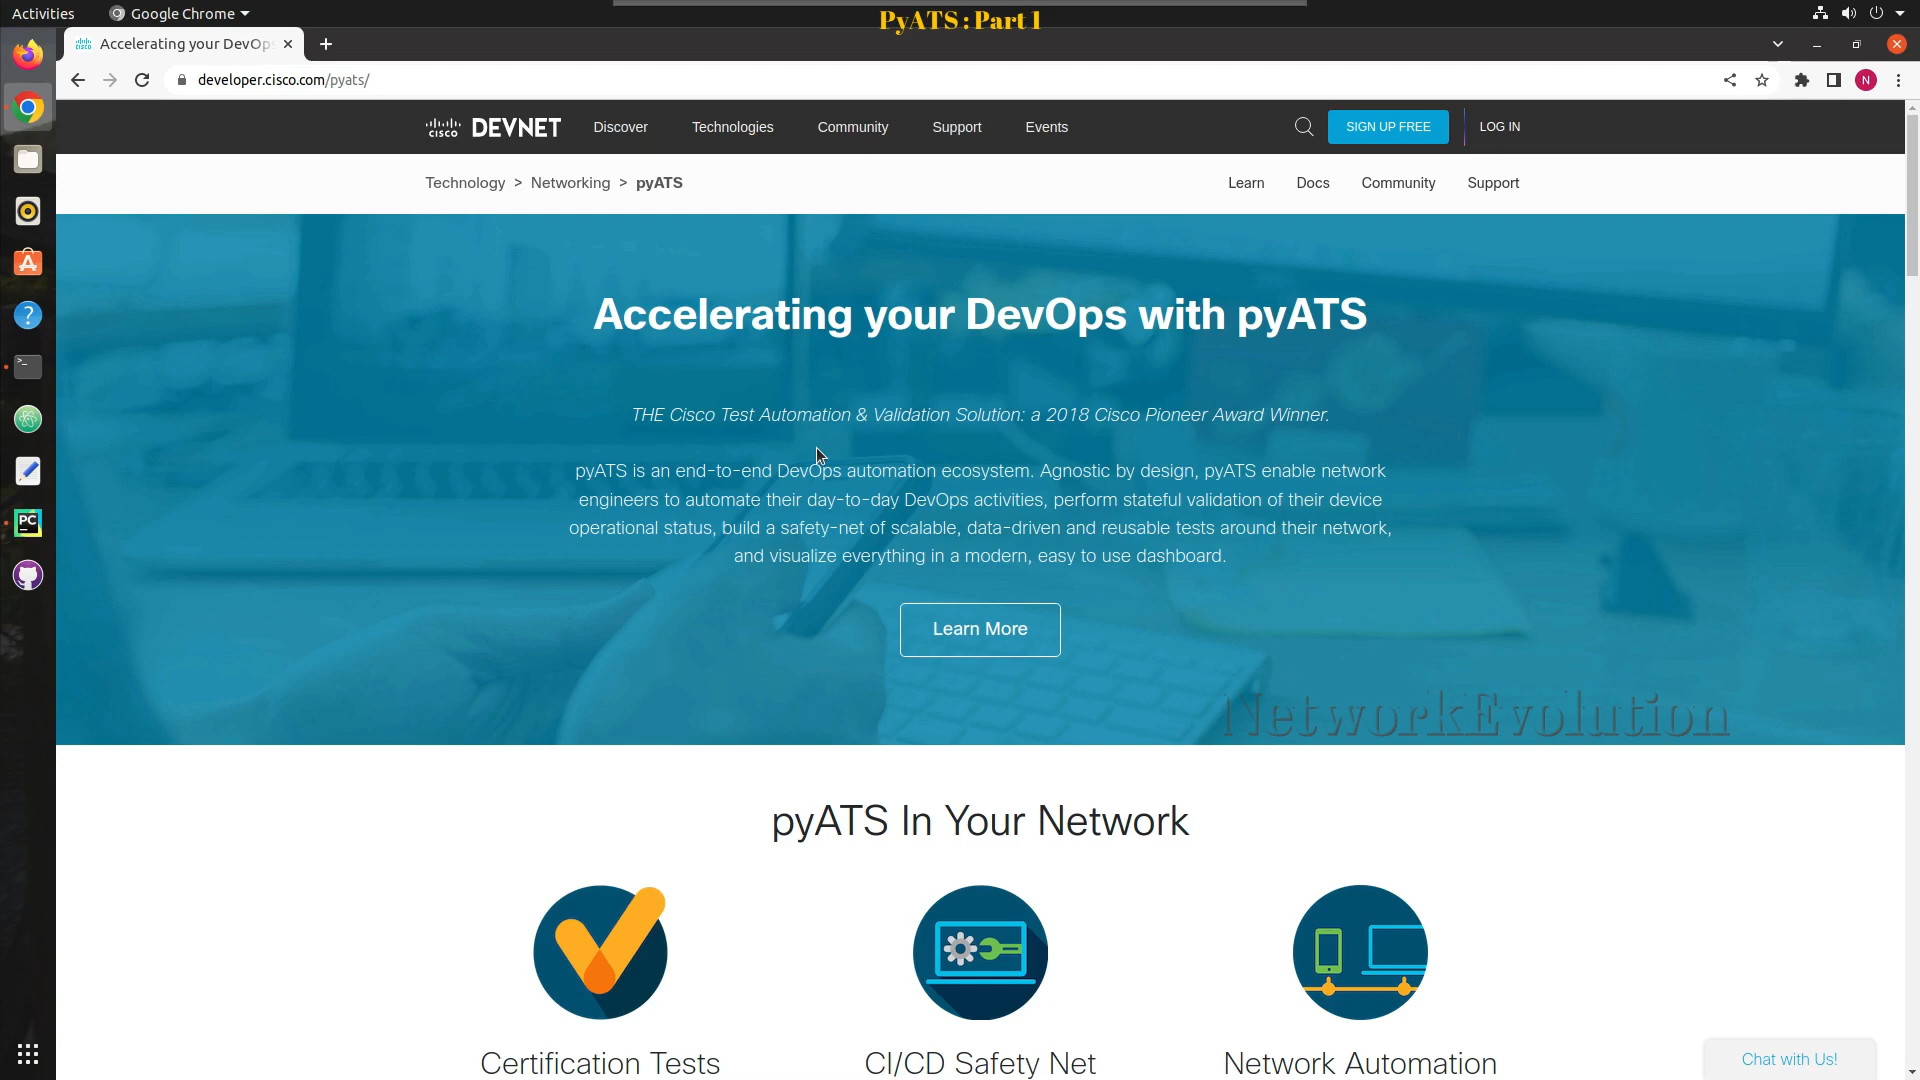 Activities
Google Chrome
PyATS : Part 1
Accelerating your DevOps
developer.cisco.com/pyats/
N
cisco DEVNET
Discover
Technologies
Community
Support
Events
SIGN UP FREE
LOG IN
Technology > Networking > pyATS
Learn
Docs
Community
Support
Accelerating your DevOps with pyATS
THE Cisco Test Automation & Validation Solution: a 2018 Cisco Pioneer Award Winner.
pyATS is an end-to-end DevOps automation ecosystem. Agnostic by design, pyATS enable network
engineers to automate their day-to-day DevOps activities, perform stateful validation of their device
operational status, build a safety-net of scalable, data-driven and reusable tests around their network,
and visualize everything in a modern, easy to use dashboard.
Learn More
NetworkEvolution
pyATS In Your Network
Certification Tests
CI/CD Safety Net
Network Automation
Chat with Us!
PC